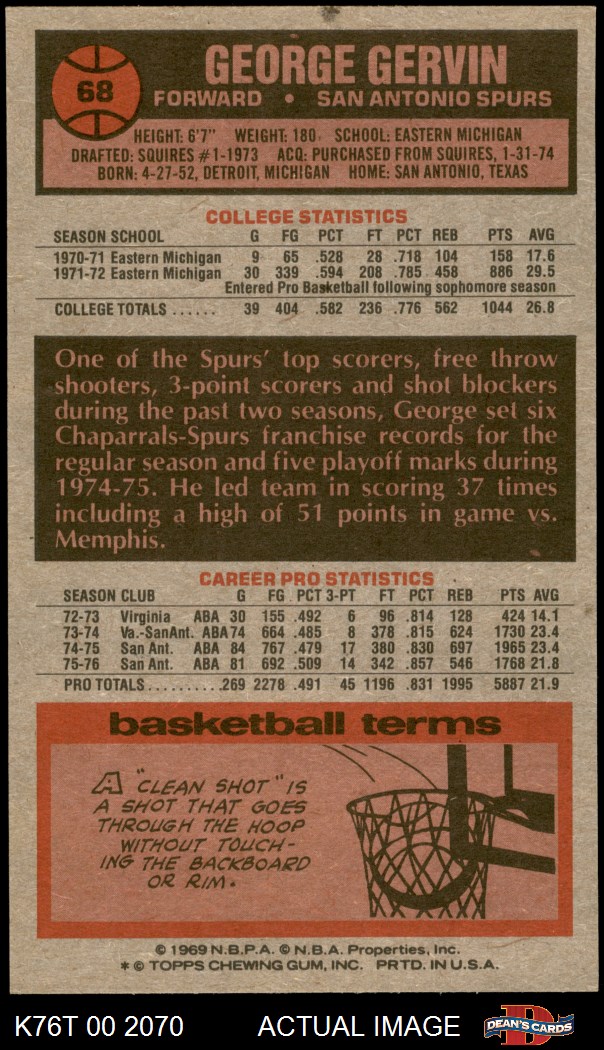 68
GEORGE GERVIN
FORWARD • SAN ANTONIO SPURS
HEIGHT: 6'7" WEIGHT: 180 SCHOOL: EASTERN MICHIGAN
DRAFTED: SQUIRES #1-1973 ACQ: PURCHASED FROM SQUIRES, 1-31-74
BORN: 4-27-52, DETROIT, MICHIGAN HOME: SAN ANTONIO, TEXAS
COLLEGE STATISTICS
SEASON SCHOOL G FG PCT FT PCT REB PTS AVG
1970-71 Eastern Michigan 9 65 .528 28 .718 104 158 17.6
1971-72 Eastern Michigan 30 339 .594 208 .785 458 886 29.5
Entered Pro Basketball following sophomore season
COLLEGE TOTALS ...... 39 404 .582 236 .776 562 1044 26.8
One of the Spurs' top scorers, free throw
shooters, 3-point scorers and shot blockers
during the past two seasons, George set six
Chaparrals-Spurs franchise records for the
regular season and five playoff marks during
1974-75. He led team in scoring 37 times
including a high of 51 points in game vs.
Memphis.
CAREER PRO STATISTICS
SEASON CLUB G FG PCT 3-PT FT PCT REB PTS AVG
72-73 Virginia ABA 30 155 .492 6 96 .814 128 424 14.1
73-74 Va.-SanAnt. ABA 74 664 .485 8 378 .815 624 1730 23.4
74-75 San Ant. ABA 84 767 .479 17 380 .830 697 1965 23.4
75-76 San Ant. ABA 81 692 .509 14 342 .857 546 1768 21.8
PRO TOTALS.......... 269 2278 .491 45 1196 .831 1995 5887 21.9
basketball terms
A "CLEAN SHOT" IS
A SHOT THAT GOES
THROUGH THE HOOP
WITHOUT TOUCH-
ING THE BACKBOARD
OR RIM.
© 1969 N.B.P.A. © N.B.A. Properties, Inc.
* © TOPPS CHEWING GUM, INC. PRTD. IN U.S.A.
K76T 00 2070 ACTUAL IMAGE D DEAN'S CARDS